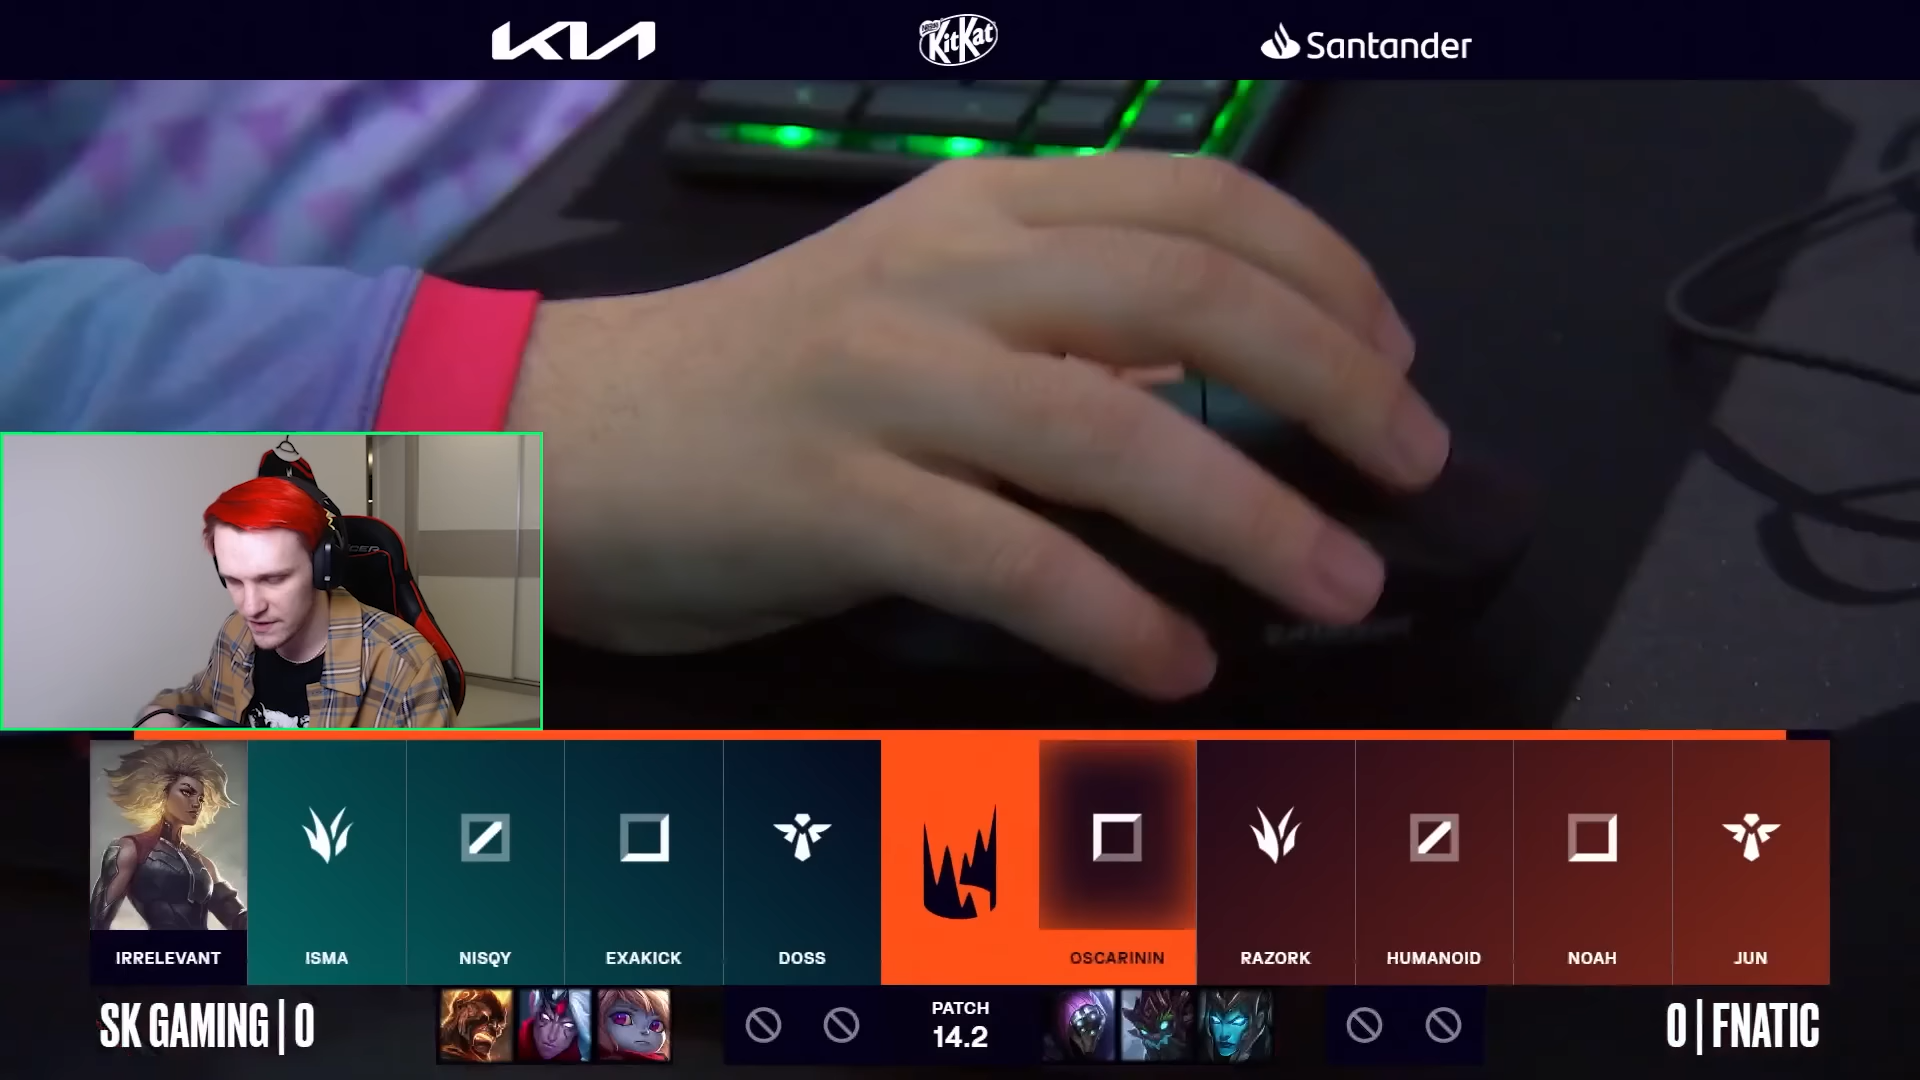 KIA
Nestlé KitKat
Santander
IRRELEVANT
ISMA
NISQY
EXAKICK
DOSS
OSCARININ
RAZORK
HUMANOID
NOAH
JUN
SK GAMING | 0
PATCH
14.2
0 | FNATIC